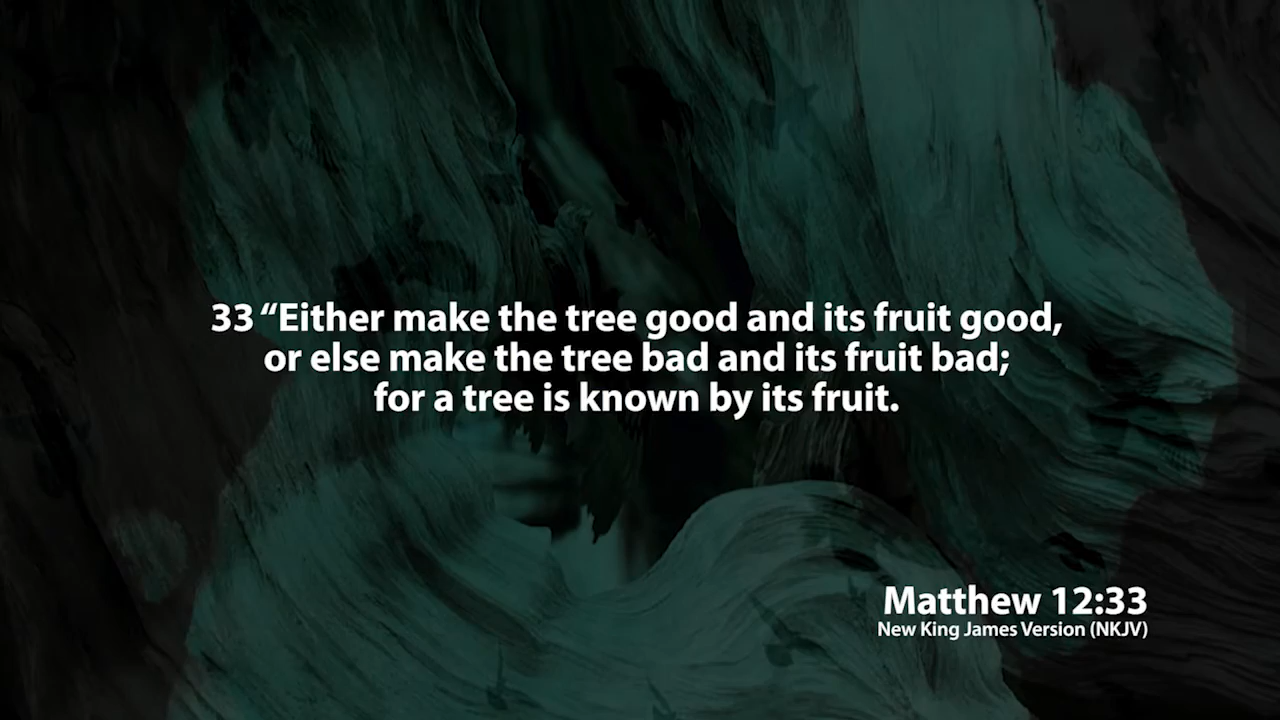 33 “Either make the tree good and its fruit good,
or else make the tree bad and its fruit bad;
for a tree is known by its fruit.
Matthew 12:33
New King James Version (NKJV)